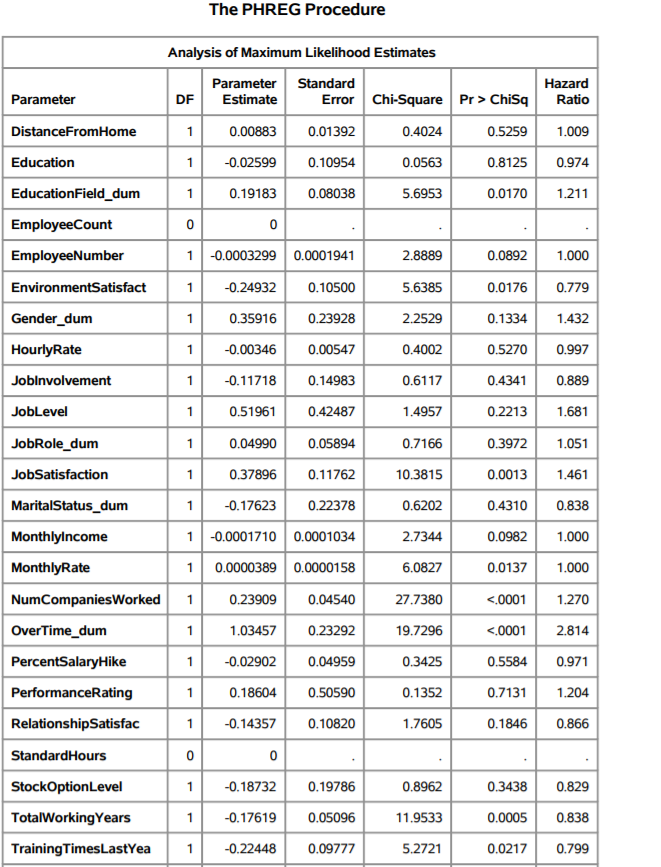 The PHREG Procedure
Analysis of Maximum Likelihood Estimates
Parameter DF Parameter Estimate Standard Error Chi-Square Pr > ChiSq Hazard Ratio
DistanceFromHome 1 0.00883 0.01392 0.4024 0.5259 1.009
Education 1 -0.02599 0.10954 0.0563 0.8125 0.974
EducationField_dum 1 0.19183 0.08038 5.6953 0.0170 1.211
EmployeeCount 0 0 . . . .
EmployeeNumber 1 -0.0003299 0.0001941 2.8889 0.0892 1.000
EnvironmentSatisfact 1 -0.24932 0.10500 5.6385 0.0176 0.779
Gender_dum 1 0.35916 0.23928 2.2529 0.1334 1.432
HourlyRate 1 -0.00346 0.00547 0.4002 0.5270 0.997
JobInvolvement 1 -0.11718 0.14983 0.6117 0.4341 0.889
JobLevel 1 0.51961 0.42487 1.4957 0.2213 1.681
JobRole_dum 1 0.04990 0.05894 0.7166 0.3972 1.051
JobSatisfaction 1 0.37896 0.11762 10.3815 0.0013 1.461
MaritalStatus_dum 1 -0.17623 0.22378 0.6202 0.4310 0.838
MonthlyIncome 1 -0.0001710 0.0001034 2.7344 0.0982 1.000
MonthlyRate 1 0.0000389 0.0000158 6.0827 0.0137 1.000
NumCompaniesWorked 1 0.23909 0.04540 27.7380 <.0001 1.270
OverTime_dum 1 1.03457 0.23292 19.7296 <.0001 2.814
PercentSalaryHike 1 -0.02902 0.04959 0.3425 0.5584 0.971
PerformanceRating 1 0.18604 0.50590 0.1352 0.7131 1.204
RelationshipSatisfac 1 -0.14357 0.10820 1.7605 0.1846 0.866
StandardHours 0 0 . . . .
StockOptionLevel 1 -0.18732 0.19786 0.8962 0.3438 0.829
TotalWorkingYears 1 -0.17619 0.05096 11.9533 0.0005 0.838
TrainingTimesLastYea 1 -0.22448 0.09777 5.2721 0.0217 0.799